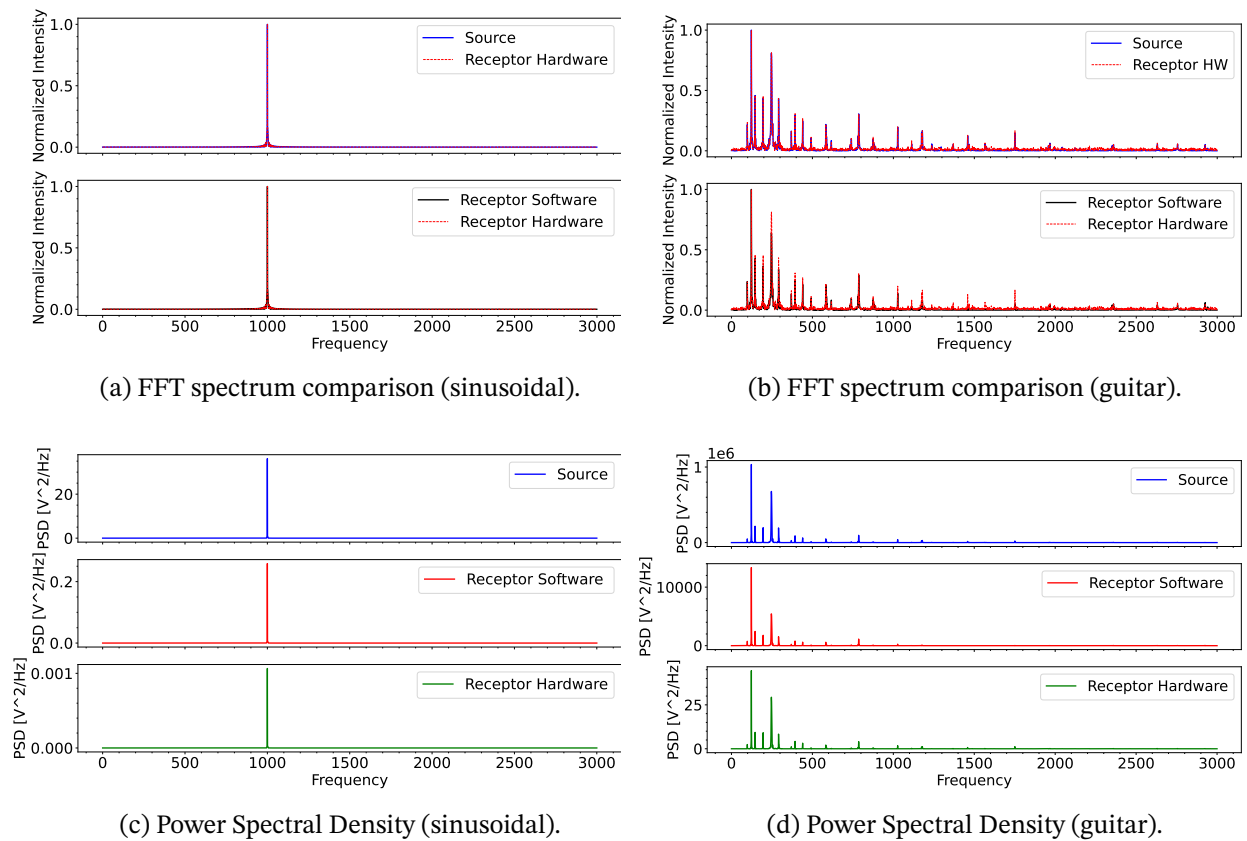 1.0
0.5
0.0
Normalized Intensity
Source
Receptor Hardware
1.0
0.5
0.0
Normalized Intensity
Receptor Software
Receptor Hardware
0 500 1000 1500 2000 2500 3000
Frequency
(a) FFT spectrum comparison (sinusoidal).
1.0
0.5
0.0
Normalized Intensity
Source
Receptor HW
1.0
0.5
0.0
Normalized Intensity
Receptor Software
Receptor Hardware
0 500 1000 1500 2000 2500 3000
Frequency
(b) FFT spectrum comparison (guitar).
20
0
PSD [V^2/Hz]
Source
0.2
0.0
PSD [V^2/Hz]
Receptor Software
0.001
0.000
PSD [V^2/Hz]
Receptor Hardware
0 500 1000 1500 2000 2500 3000
Frequency
(c) Power Spectral Density (sinusoidal).
1e6
1
0
PSD [V^2/Hz]
Source
10000
0
PSD [V^2/Hz]
Receptor Software
25
0
PSD [V^2/Hz]
Receptor Hardware
0 500 1000 1500 2000 2500 3000
Frequency
(d) Power Spectral Density (guitar).